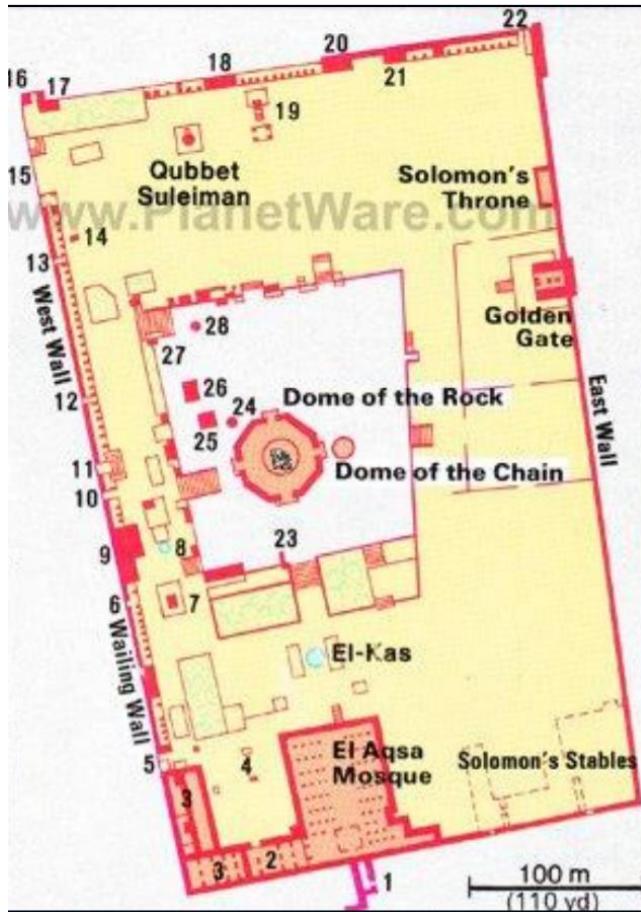 22
20
18
21
16
17
19
Qubbet
Suleiman
Solomon's
Throne
15
www.PlanetWare.com
14
13
West Wall
Golden
Gate
28
27
26
24
Dome of the Rock
12
25
East Wall
Dome of the Chain
11
10
9
8
23
6
7
Wailing Wall
El-Kas
5
4
El Aqsa
Mosque
Solomon's Stables
3
3
2
1
100 m
(110 yd)